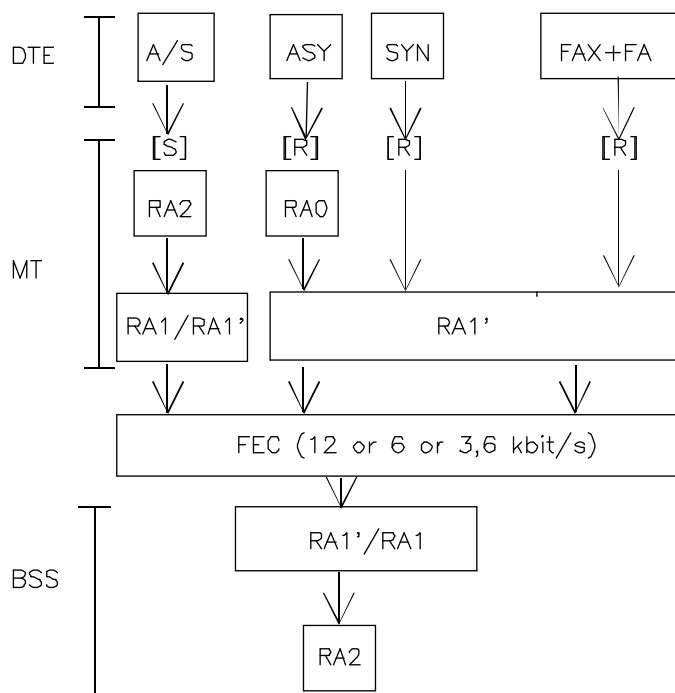 DTE A/S ASY SYN FAX+FA
[S] [R] [R] [R]
RA2 RA0
MT
RA1/RA1' RA1'
FEC (12 or 6 or 3,6 kbit/s)
RA1'/RA1
BSS
RA2